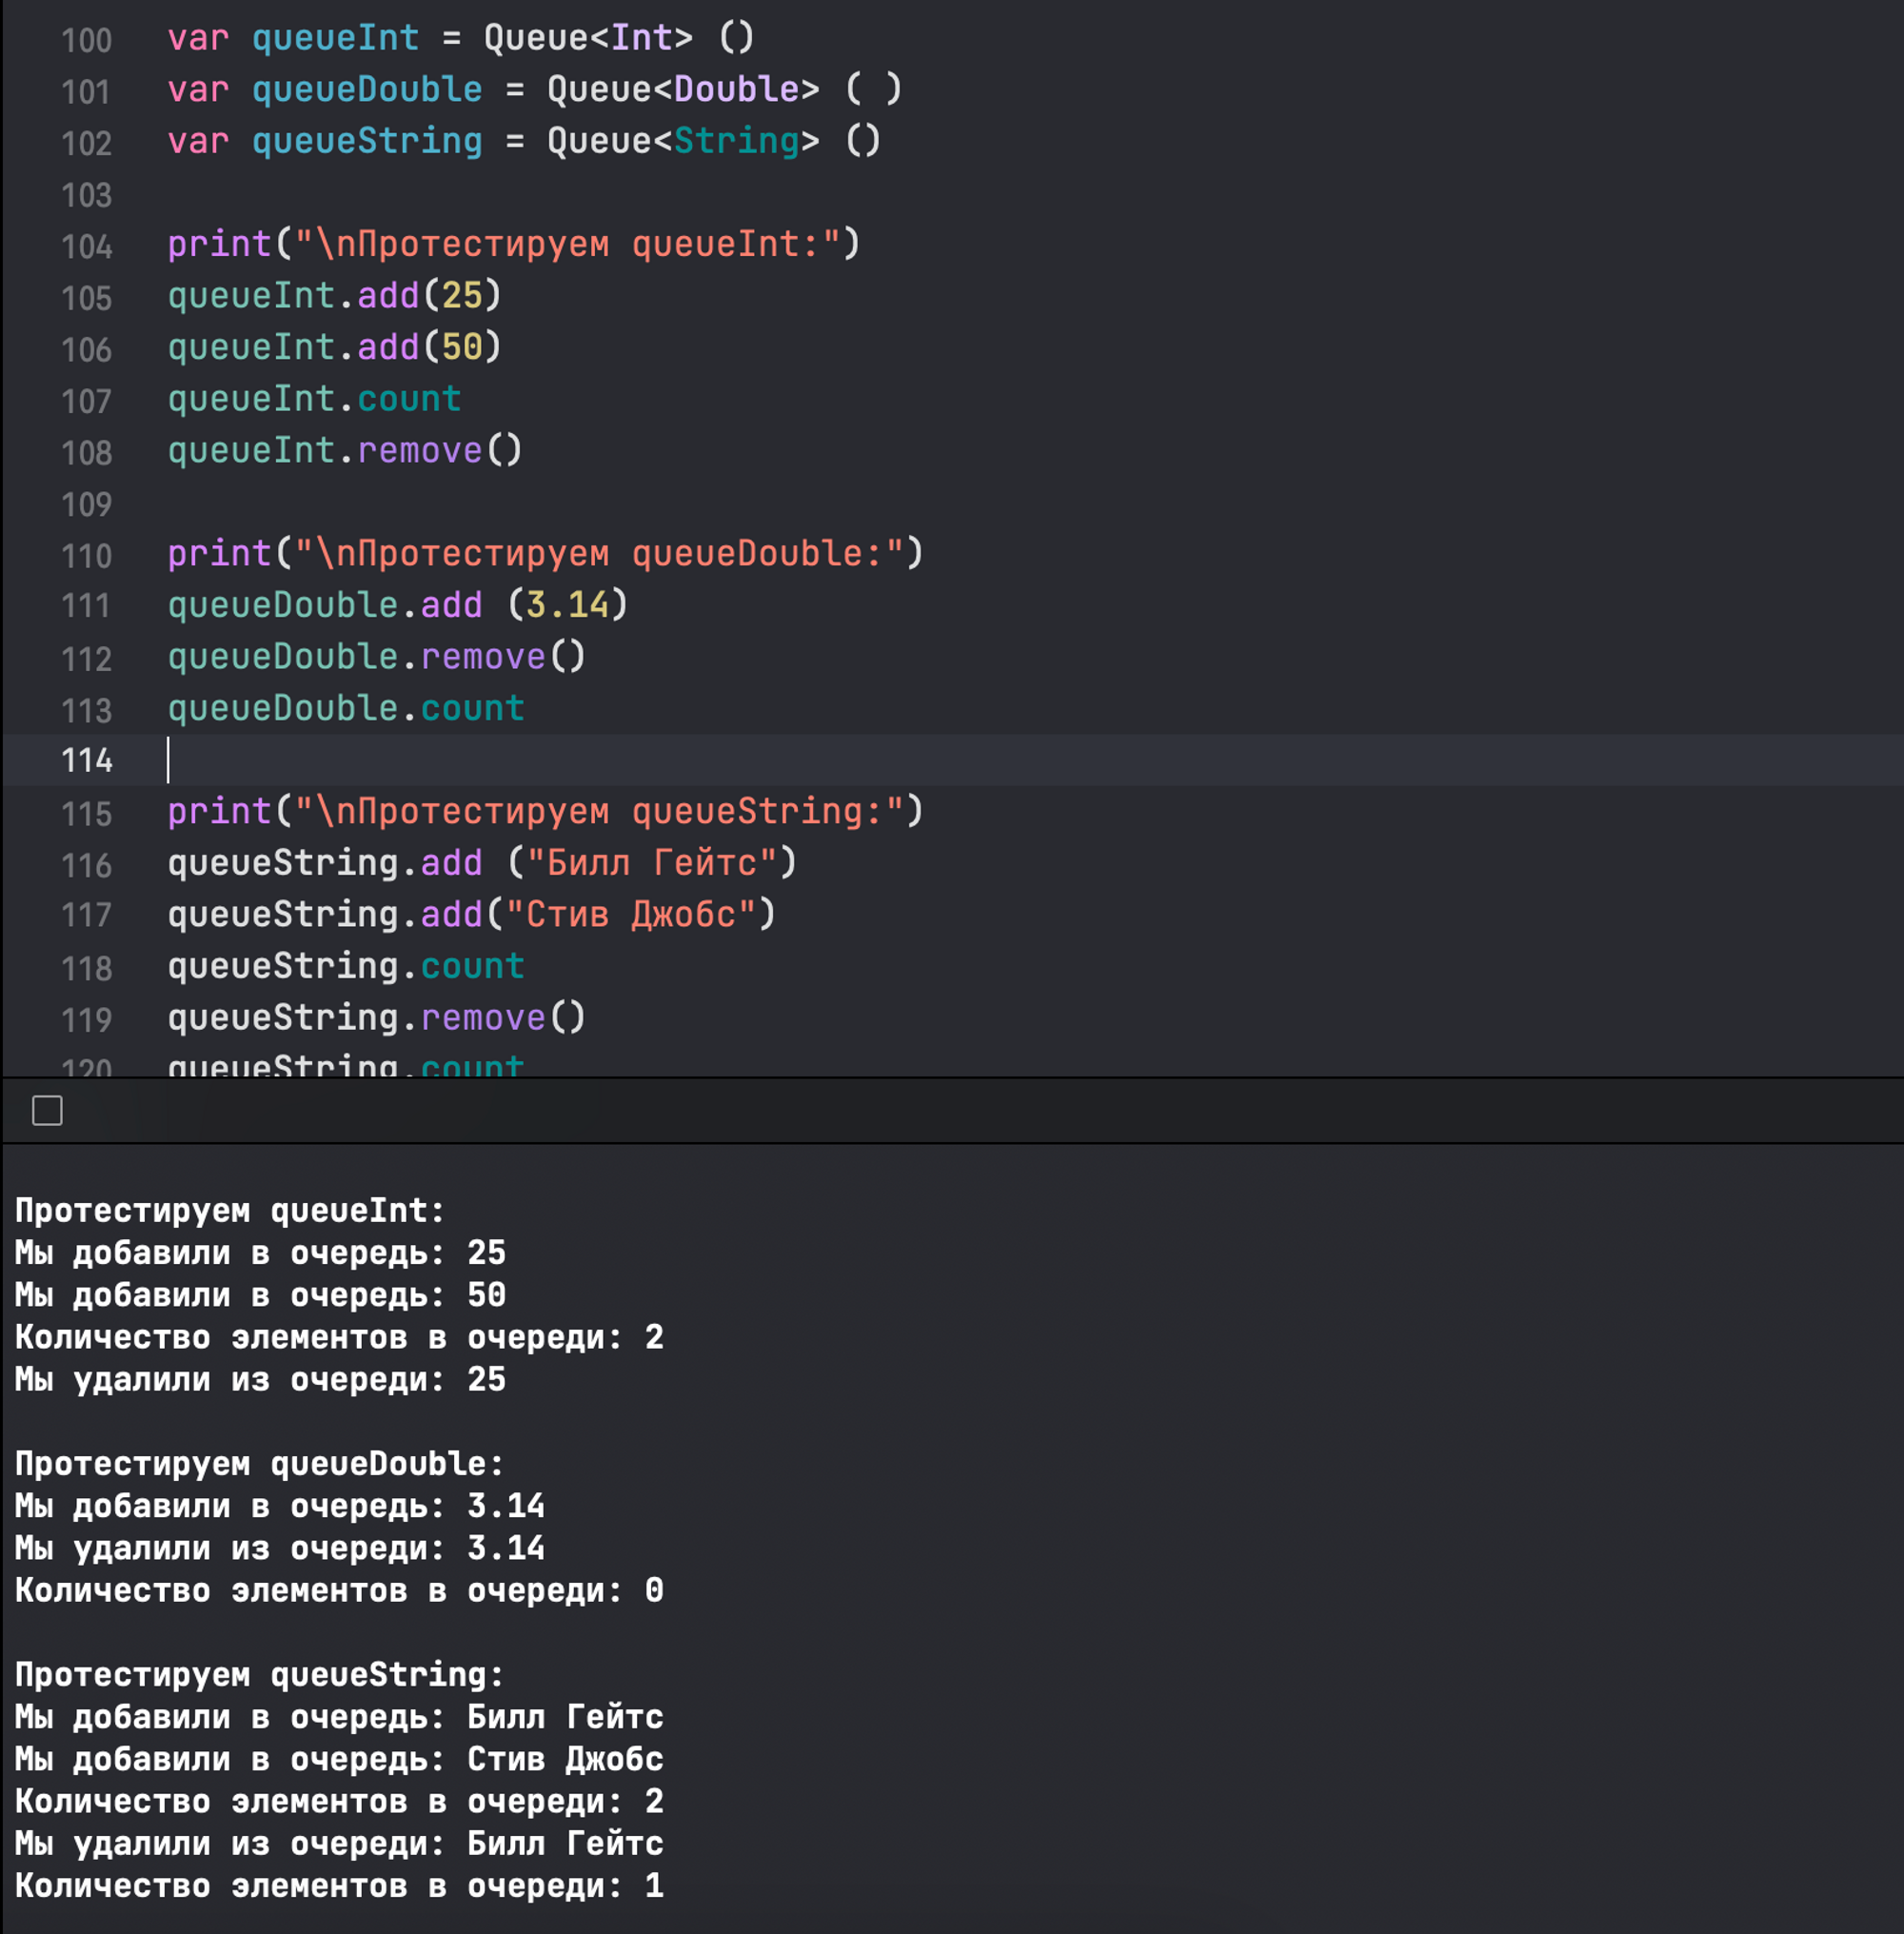 100 var queueInt = Queue<Int> ()
101 var queueDouble = Queue<Double> ( )
102 var queueString = Queue<String> ()
103
104 print("\nПротестируем queueInt:")
105 queueInt.add(25)
106 queueInt.add(50)
107 queueInt.count
108 queueInt.remove()
109
110 print("\nПротестируем queueDouble:")
111 queueDouble.add (3.14)
112 queueDouble.remove()
113 queueDouble.count
114
115 print("\nПротестируем queueString:")
116 queueString.add ("Билл Гейтс")
117 queueString.add("Стив Джобс")
118 queueString.count
119 queueString.remove()
120 queueString.count
Протестируем queueInt:
Мы добавили в очередь: 25
Мы добавили в очередь: 50
Количество элементов в очереди: 2
Мы удалили из очереди: 25
Протестируем queueDouble:
Мы добавили в очередь: 3.14
Мы удалили из очереди: 3.14
Количество элементов в очереди: 0
Протестируем queueString:
Мы добавили в очередь: Билл Гейтс
Мы добавили в очередь: Стив Джобс
Количество элементов в очереди: 2
Мы удалили из очереди: Билл Гейтс
Количество элементов в очереди: 1